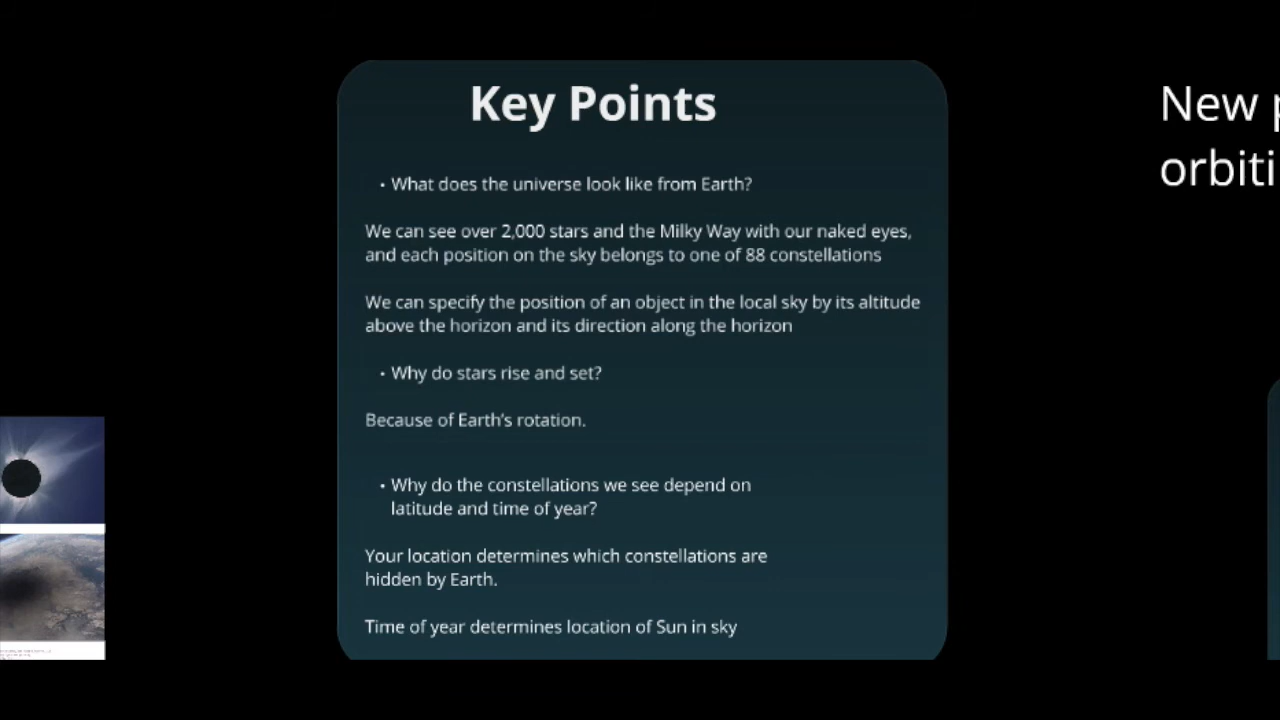 Key Points
• What does the universe look like from Earth?
We can see over 2,000 stars and the Milky Way with our naked eyes,
and each position on the sky belongs to one of 88 constellations
We can specify the position of an object in the local sky by its altitude
above the horizon and its direction along the horizon
• Why do stars rise and set?
Because of Earth's rotation.
• Why do the constellations we see depend on
latitude and time of year?
Your location determines which constellations are
hidden by Earth.
Time of year determines location of Sun in sky
New